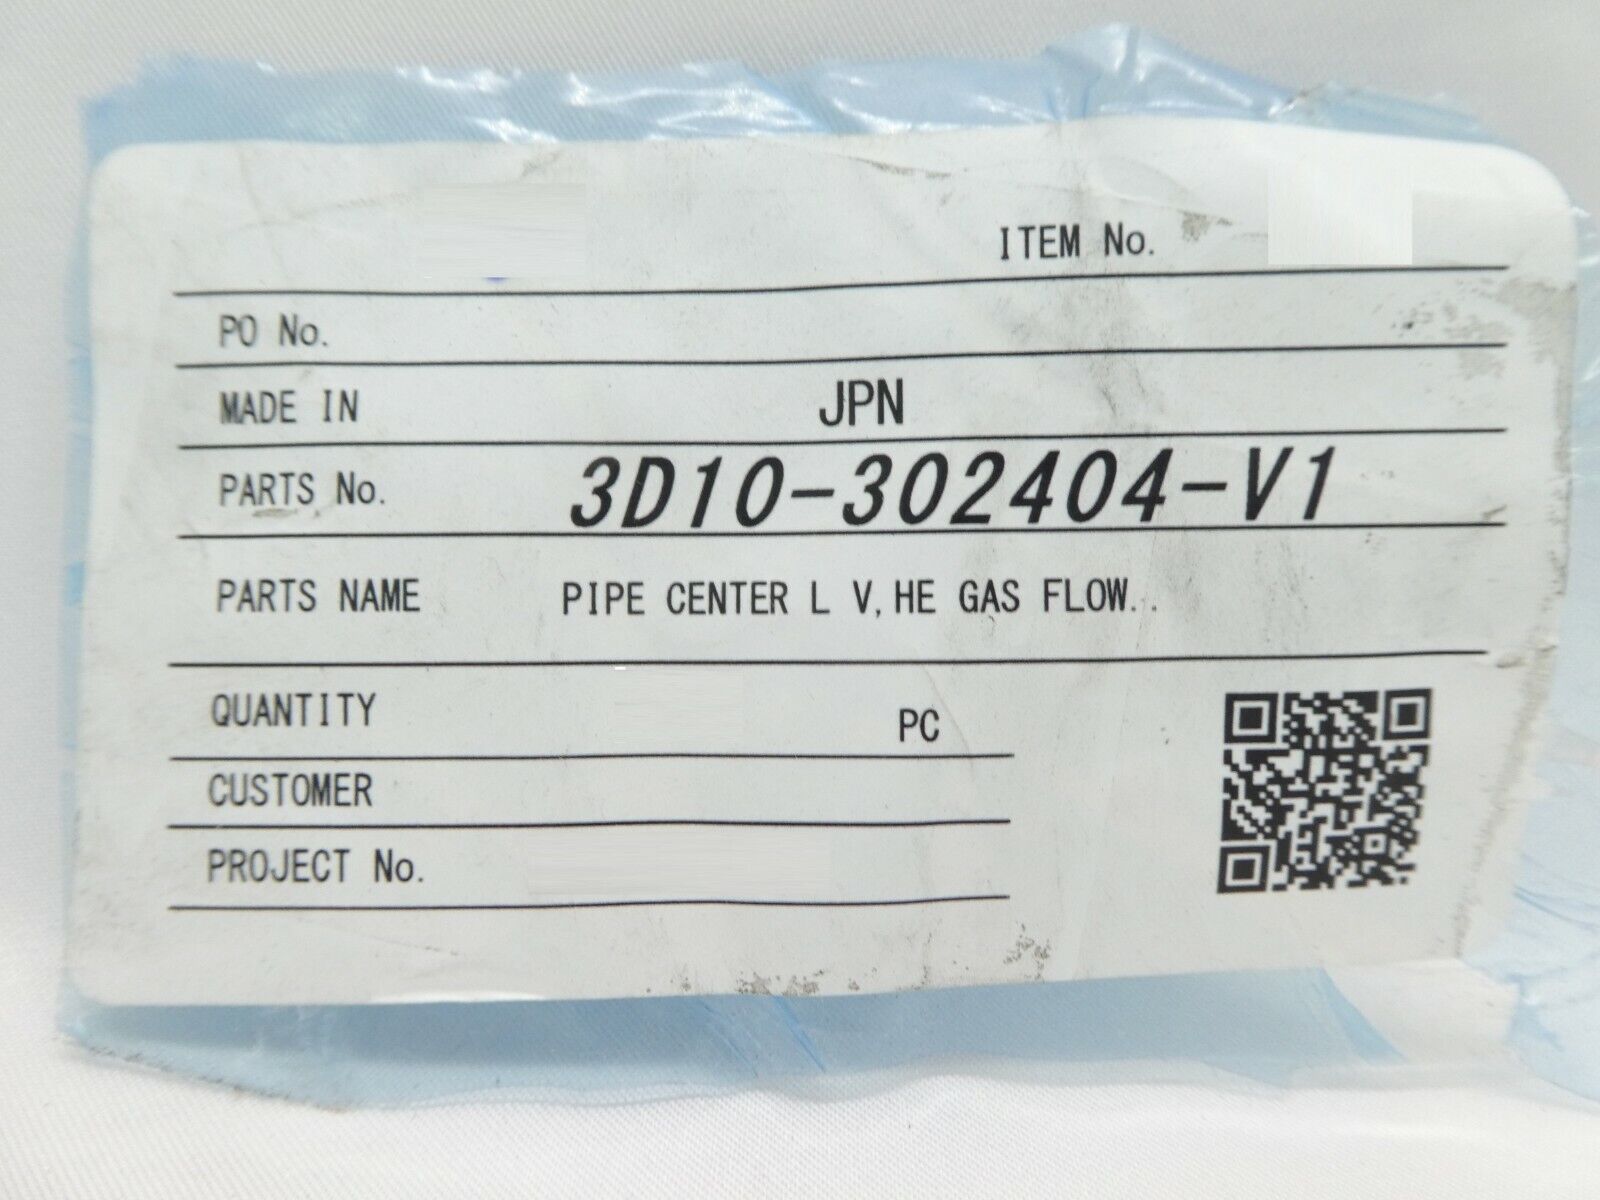 ITEM No.
PO No.
MADE IN JPN
PARTS No. 3D10-302404-V1
PARTS NAME PIPE CENTER L V, HE GAS FLOW..
QUANTITY PC
CUSTOMER
PROJECT No.